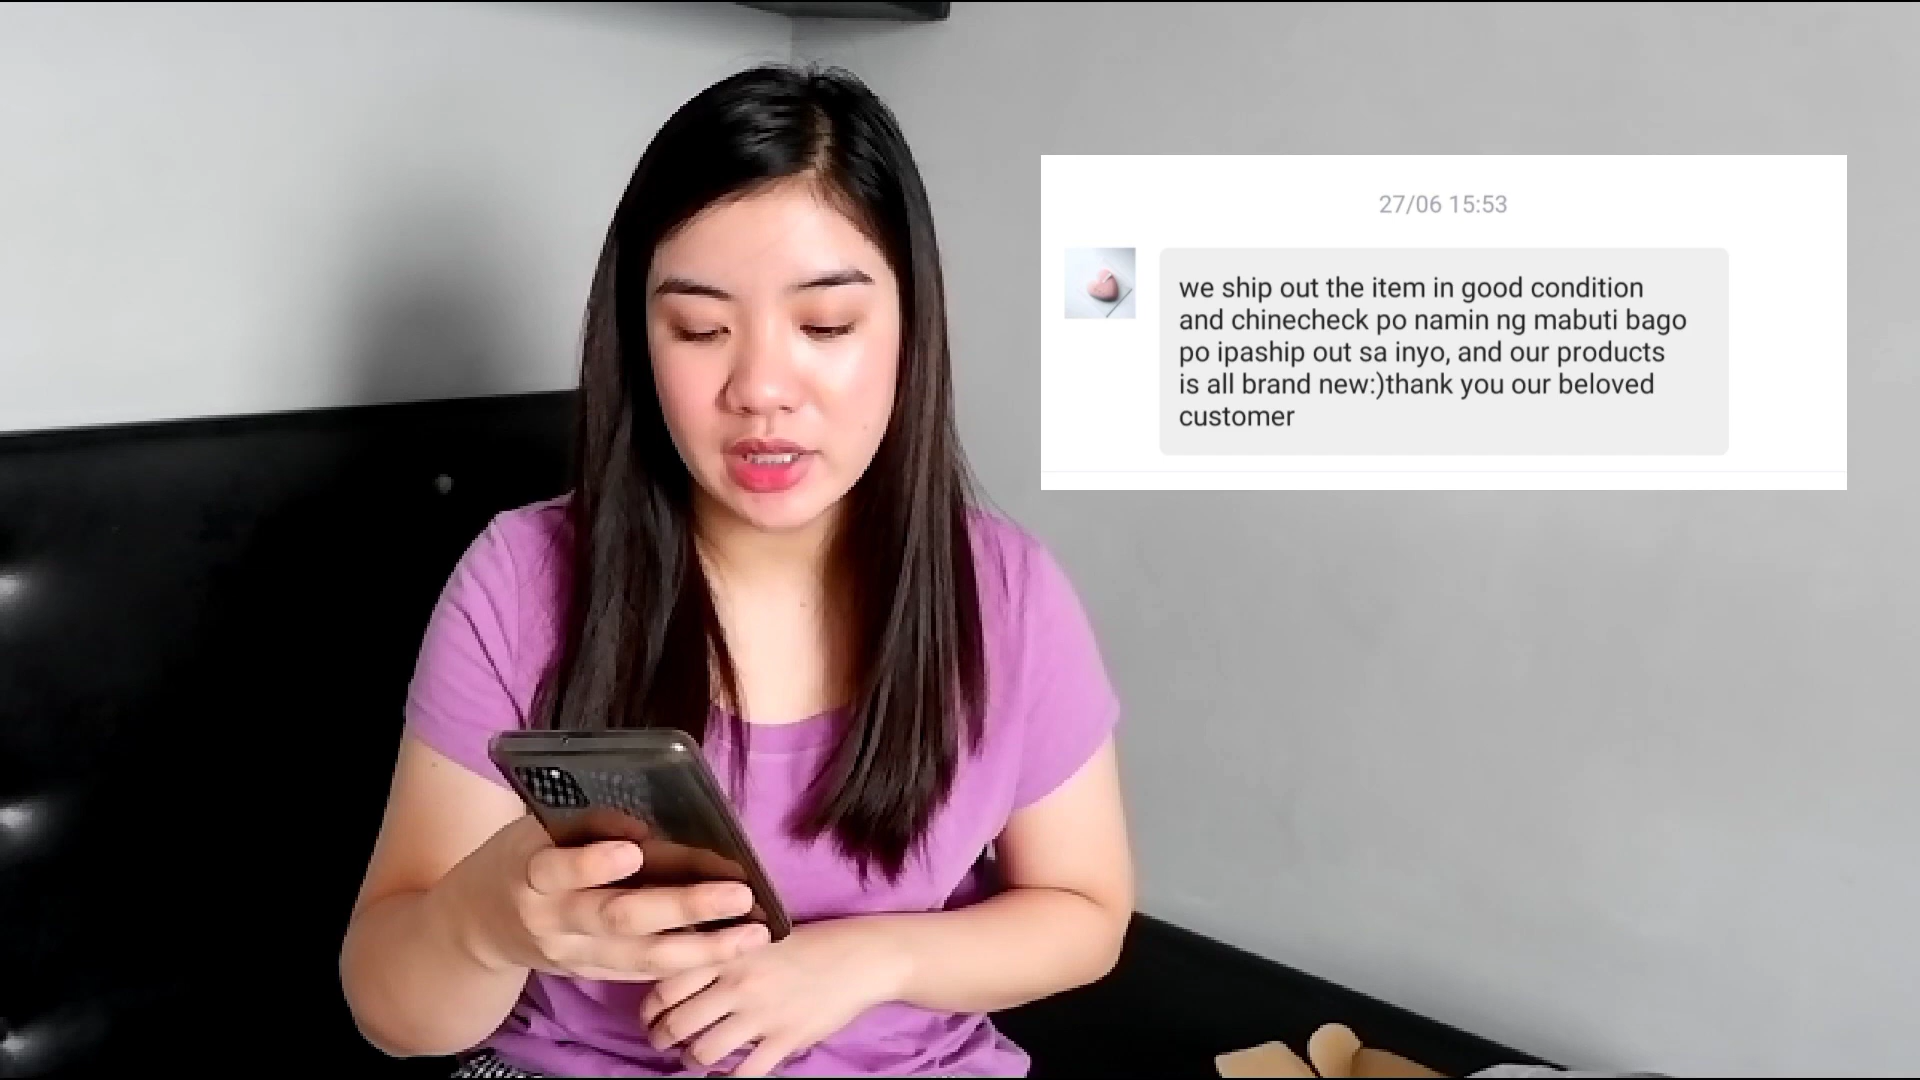 27/06 15:53
we ship out the item in good condition
and chinecheck po namin ng mabuti bago
po ipaship out sa inyo, and our products
is all brand new:)thank you our beloved
customer